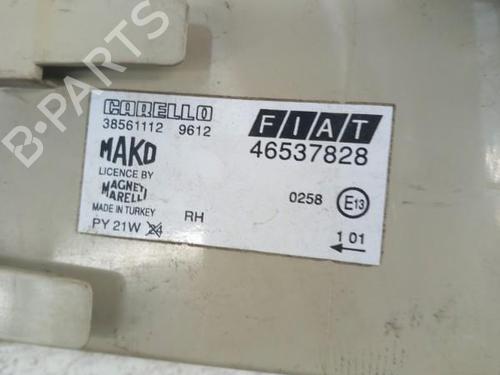 CARELLO
38561112 9612
FIAT
46537828
MAKO
LICENCE BY
MAGNETI
MARELLI
MADE IN TURKEY
RH
PY 21W 24
0258 E13
1 01
B-PARTS